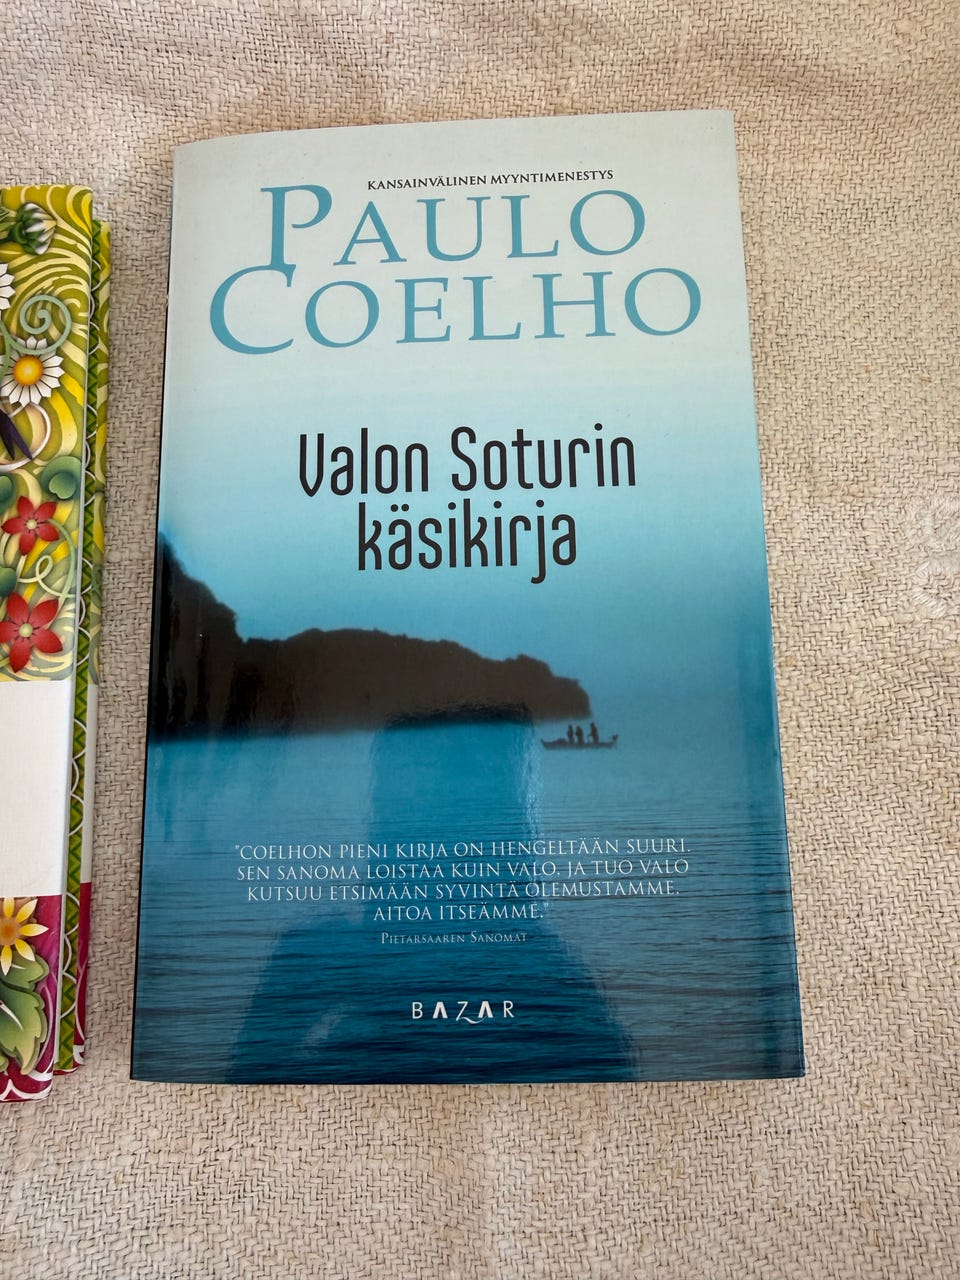 KANSAINVÄLINEN MYYNTIMENESTYS
PAULO
COELHO
Valon Soturin
käsikirja
"COELHON PIENI KIRJA ON HENGELTÄÄN SUURI.
SEN SANOMA LOISTAA KUIN VALO, JA TUO VALO
KUTSUU ETSIMÄÄN SYVINTÄ OLEMUSTAMME,
AITOA ITSEÄMME."
PIETARSAAREN SANOMAT
BAZAR